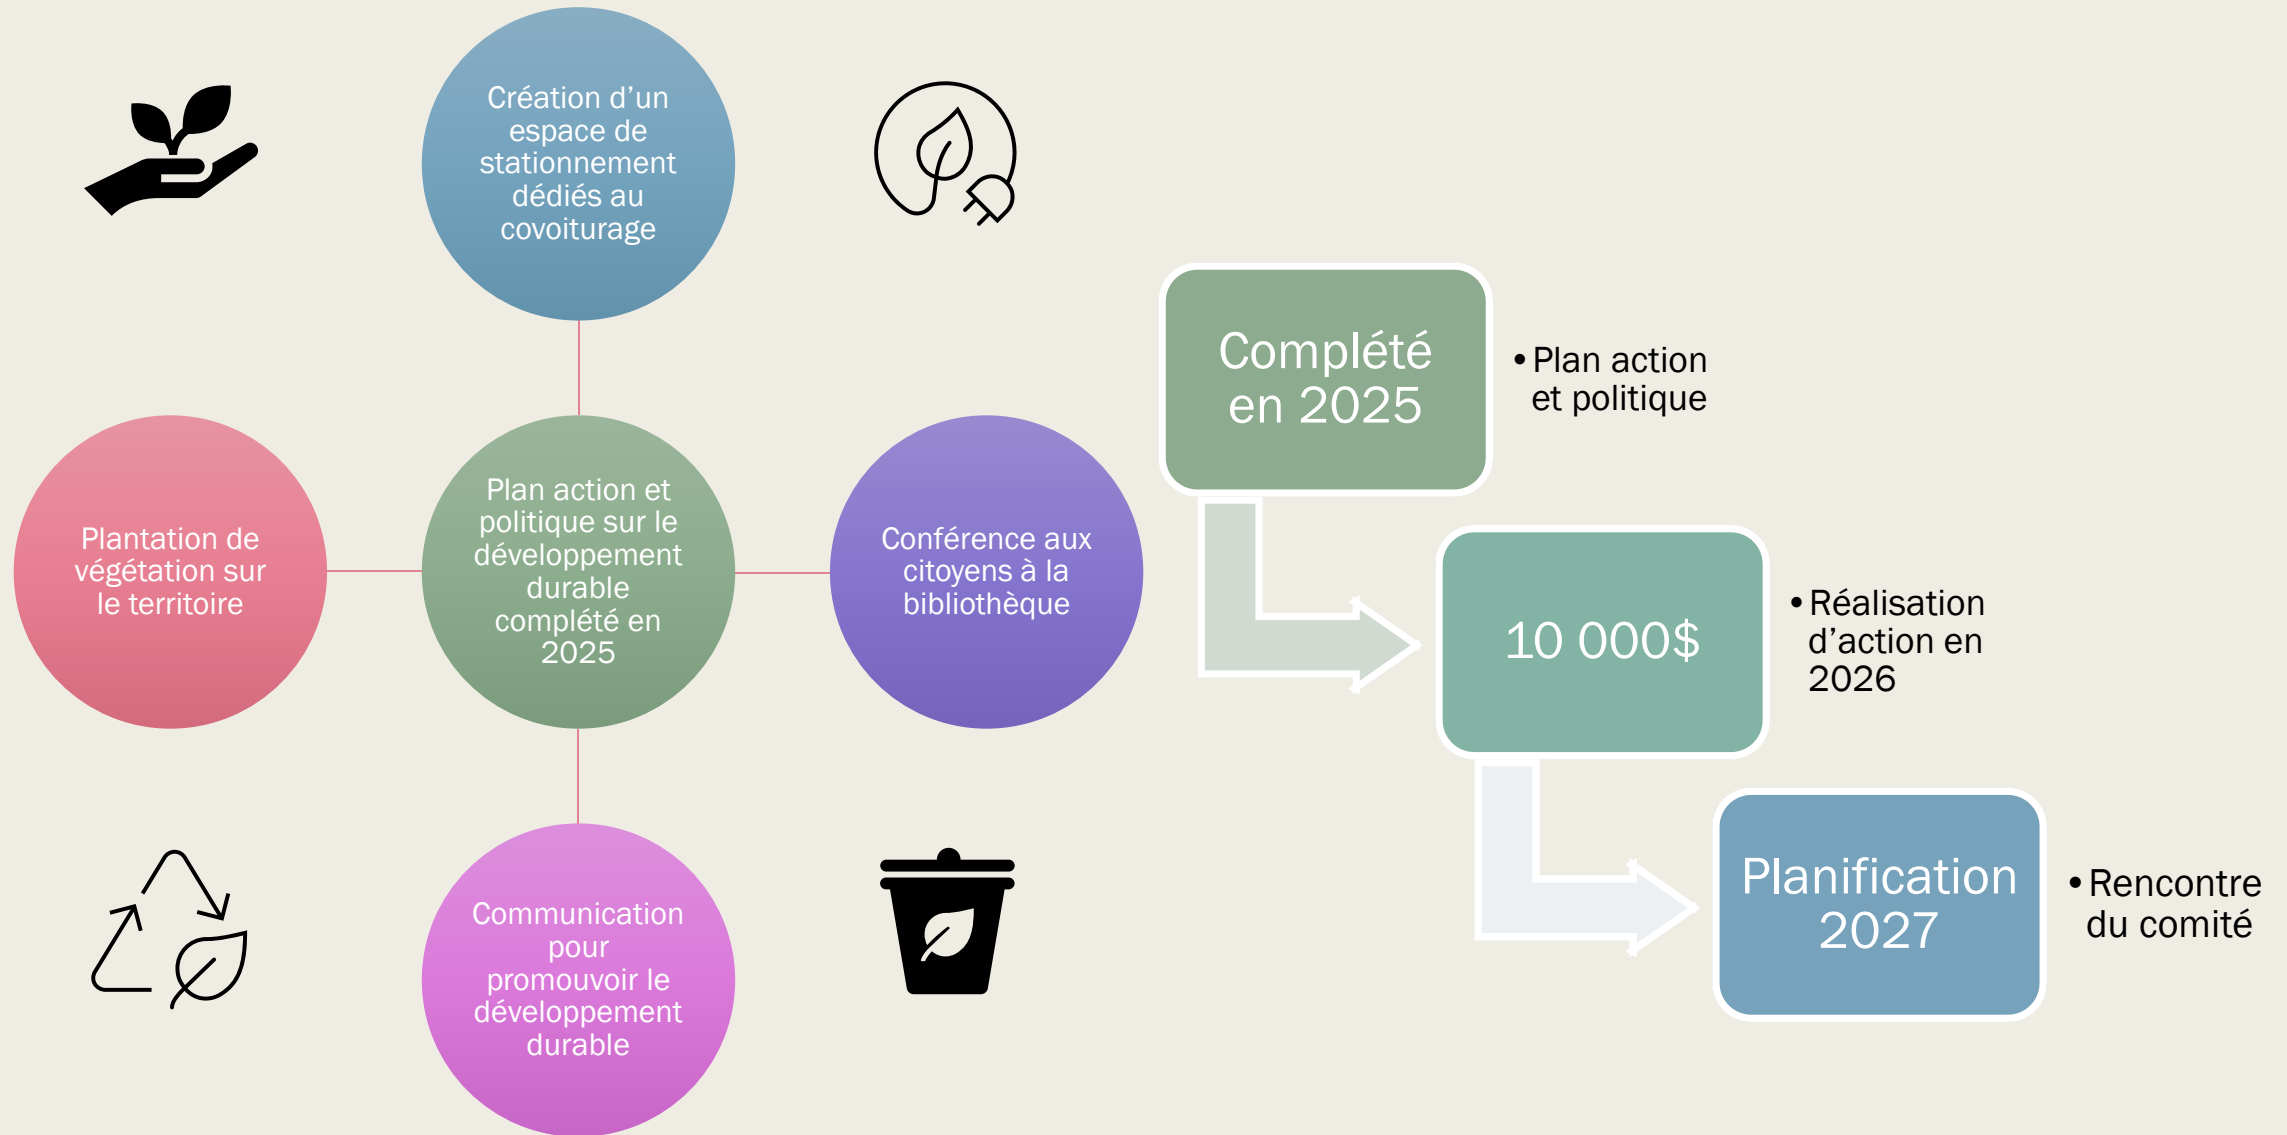 Création d’un
espace de
stationnement
dédiés au
covoiturage
Plantation de
végétation sur
le territoire
Plan action et
politique sur le
développement
durable
complété en
2025
Conférence aux
citoyens à la
bibliothèque
Communication
pour
promouvoir le
développement
durable
Complété
en 2025
•Plan action
et politique
10 000$
•Réalisation
d’action en
2026
Planification
2027
•Rencontre
du comité